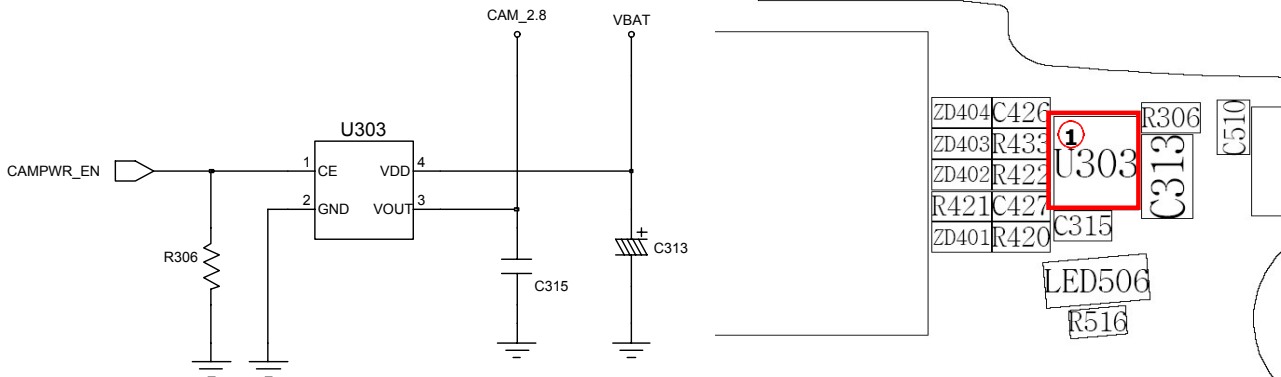 CAM_2.8
VBAT
U303
CAMPWR_EN
1
CE
VDD
4
2
GND
VOUT
3
R306
C315
+
C313
ZD404
C426
ZD403
R433
ZD402
R422
R421
C427
ZD401
R420
1
U303
R306
C313
C510
C315
LED506
R516